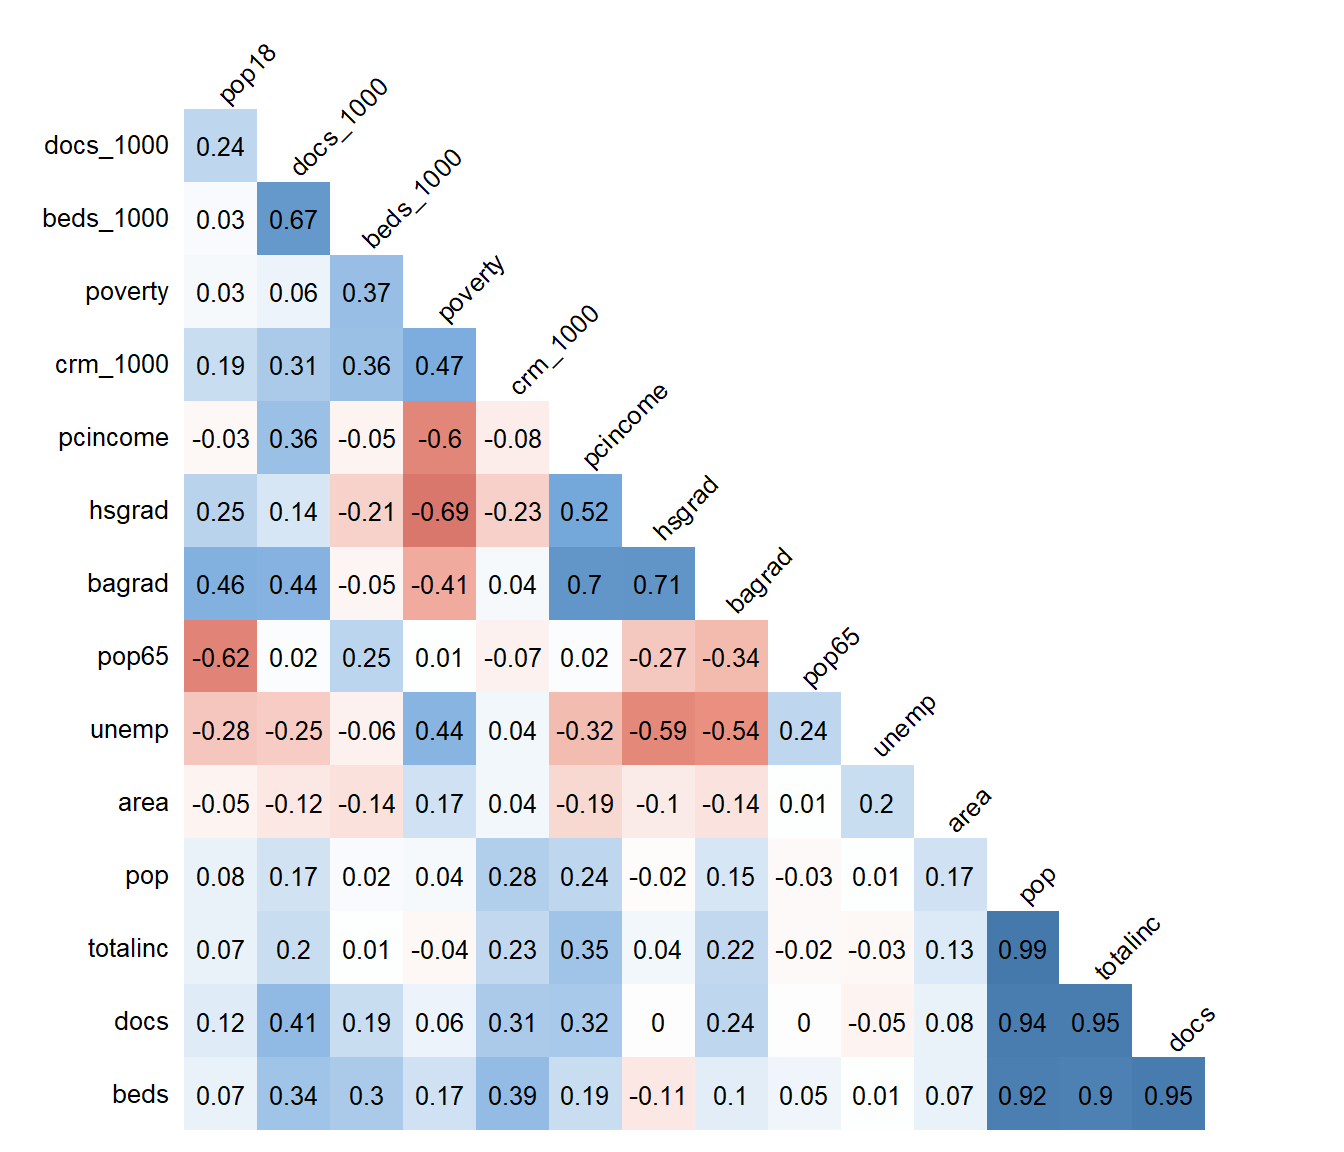 pop18
docs_1000 0.24 docs_1000
beds_1000 0.03 0.67 beds_1000
poverty 0.03 0.06 0.37 poverty
crm_1000 0.19 0.31 0.36 0.47 crm_1000
pcincome -0.03 0.36 -0.05 -0.6 -0.08 pcincome
hsgrad 0.25 0.14 -0.21 -0.69 -0.23 0.52 hsgrad
bagrad 0.46 0.44 -0.05 -0.41 0.04 0.7 0.71 bagrad
pop65 -0.62 0.02 0.25 0.01 -0.07 0.02 -0.27 -0.34 pop65
unemp -0.28 -0.25 -0.06 0.44 0.04 -0.32 -0.59 -0.54 0.24 unemp
area -0.05 -0.12 -0.14 0.17 0.04 -0.19 -0.1 -0.14 0.01 0.2 area
pop 0.08 0.17 0.02 0.04 0.28 0.24 -0.02 0.15 -0.03 0.01 0.17 pop
totalinc 0.07 0.2 0.01 -0.04 0.23 0.35 0.04 0.22 -0.02 -0.03 0.13 0.99 totalinc
docs 0.12 0.41 0.19 0.06 0.31 0.32 0 0.24 0 -0.05 0.08 0.94 0.95 docs
beds 0.07 0.34 0.3 0.17 0.39 0.19 -0.11 0.1 0.05 0.01 0.07 0.92 0.9 0.95